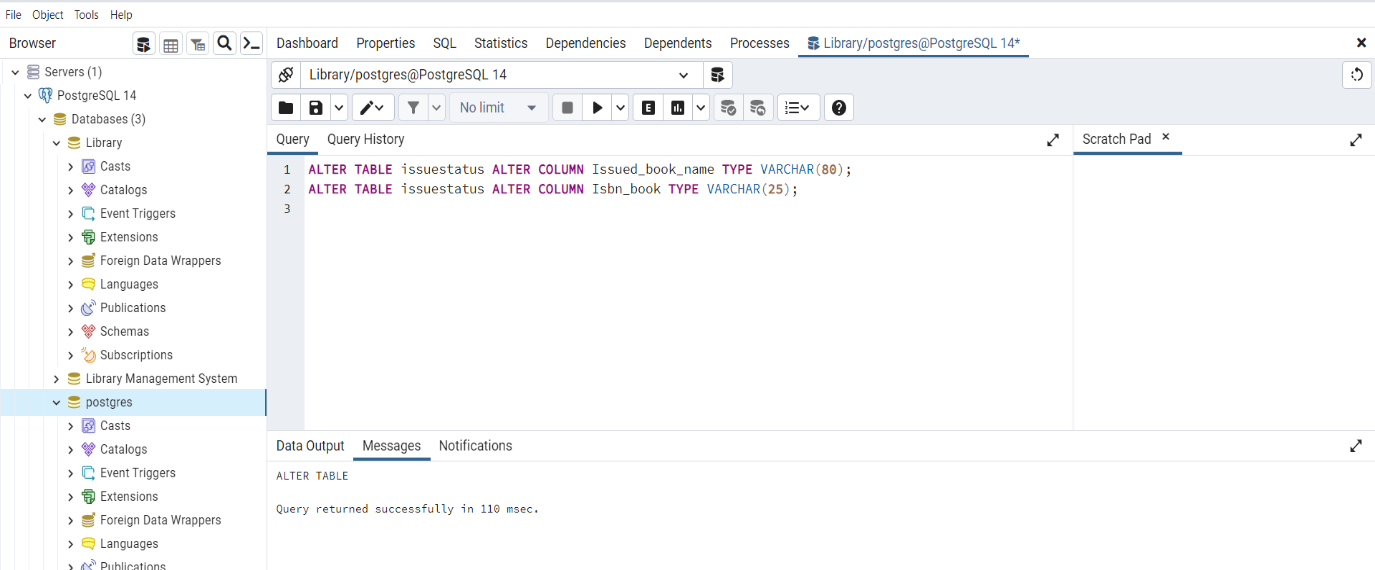 File Object Tools Help
Browser
Dashboard Properties SQL Statistics Dependencies Dependents Processes Library/postgres@PostgreSQL 14*
Servers (1)
PostgreSQL 14
Databases (3)
Library
Casts
Catalogs
Event Triggers
Extensions
Foreign Data Wrappers
Languages
Publications
Schemas
Subscriptions
Library Management System
postgres
Casts
Catalogs
Event Triggers
Extensions
Foreign Data Wrappers
Languages
Publications
Library/postgres@PostgreSQL 14
No limit
E
Query Query History
Scratch Pad
1 ALTER TABLE issuestatus ALTER COLUMN Issued_book_name TYPE VARCHAR(80);
2 ALTER TABLE issuestatus ALTER COLUMN Isbn_book TYPE VARCHAR(25);
3
Data Output Messages Notifications
ALTER TABLE
Query returned successfully in 110 msec.